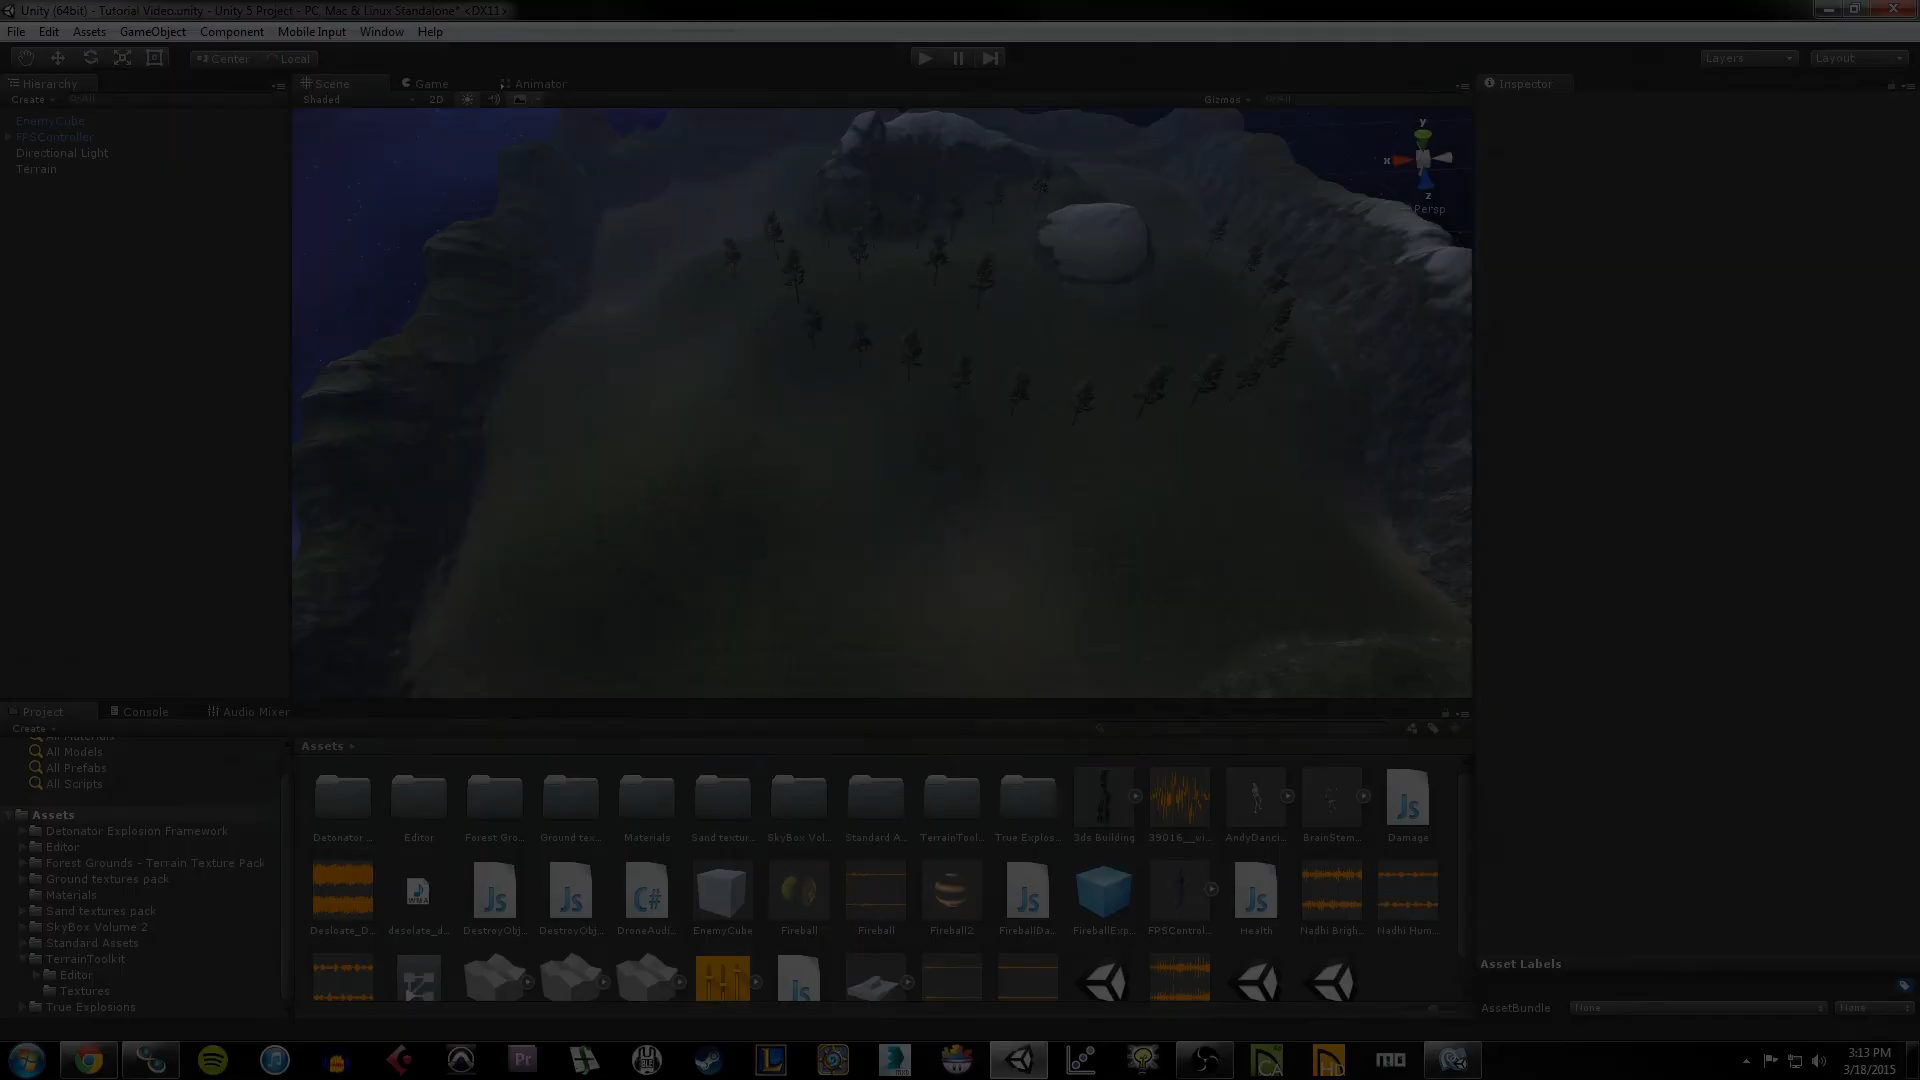 Unity (64bit) - Tutorial Video.unity - Unity 5 Project - PC, Mac & Linux Standalone* <DX11>
File Edit Assets GameObject Component Mobile Input Window Help
Center Local Layers Layout
Hierarchy Scene Game Animator Inspector
Create Shaded 2D Gizmos
EnemyCube
FPSController
Directional Light
Terrain
y
x
z
Persp
Project Console Audio Mixer
Create
All Materials
All Models
All Prefabs
All Scripts
Assets
Detonator Explosion Framework
Editor
Forest Grounds - Terrain Texture Pack
Ground textures pack
Materials
Sand textures pack
SkyBox Volume 2
Standard Assets
TerrainToolkit
Editor
Textures
True Explosions
Assets
Detonator ... Editor Forest Gro... Ground tex... Materials Sand textur... SkyBox Vol... Standard A... TerrainTool... True Explos... 3ds Building 39016__wi... AndyDanci... BrainStem... Damage
Desloate_D... desolate_d... DestroyObj... DestroyObj... DroneAudi... EnemyCube Fireball Fireball Fireball2 FireballDa... FireballExp... FPSControl... Health Nadhi Brigh... Nadhi Hum...
Asset Labels
AssetBundle None None
3:13 PM
3/18/2015